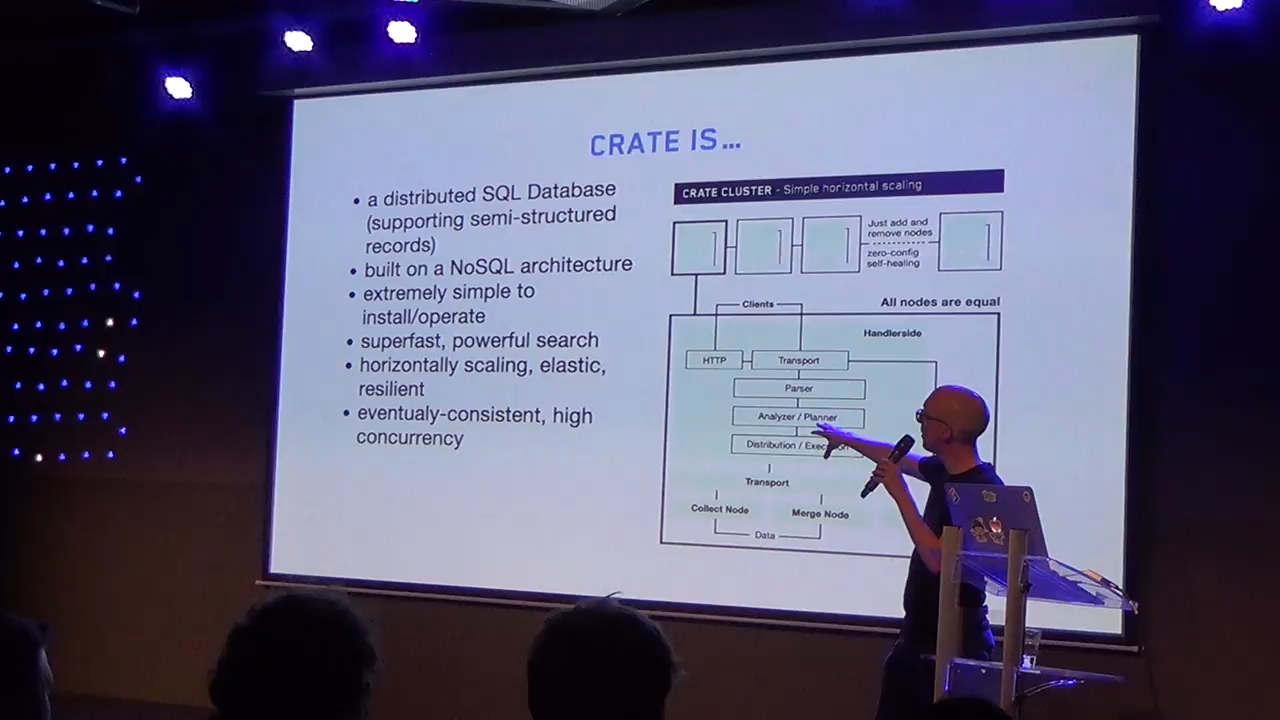 CRATE IS...
• a distributed SQL Database
(supporting semi-structured
records)
• built on a NoSQL architecture
• extremely simple to
install/operate
• superfast, powerful search
• horizontally scaling, elastic,
resilient
• eventualy-consistent, high
concurrency
CRATE CLUSTER - Simple horizontal scaling
Just add and
remove nodes
zero-config
self-healing
All nodes are equal
Clients
Handlerside
HTTP
Transport
Parser
Analyzer / Planner
Distribution /
Transport
Collect Node
Merge Node
Data